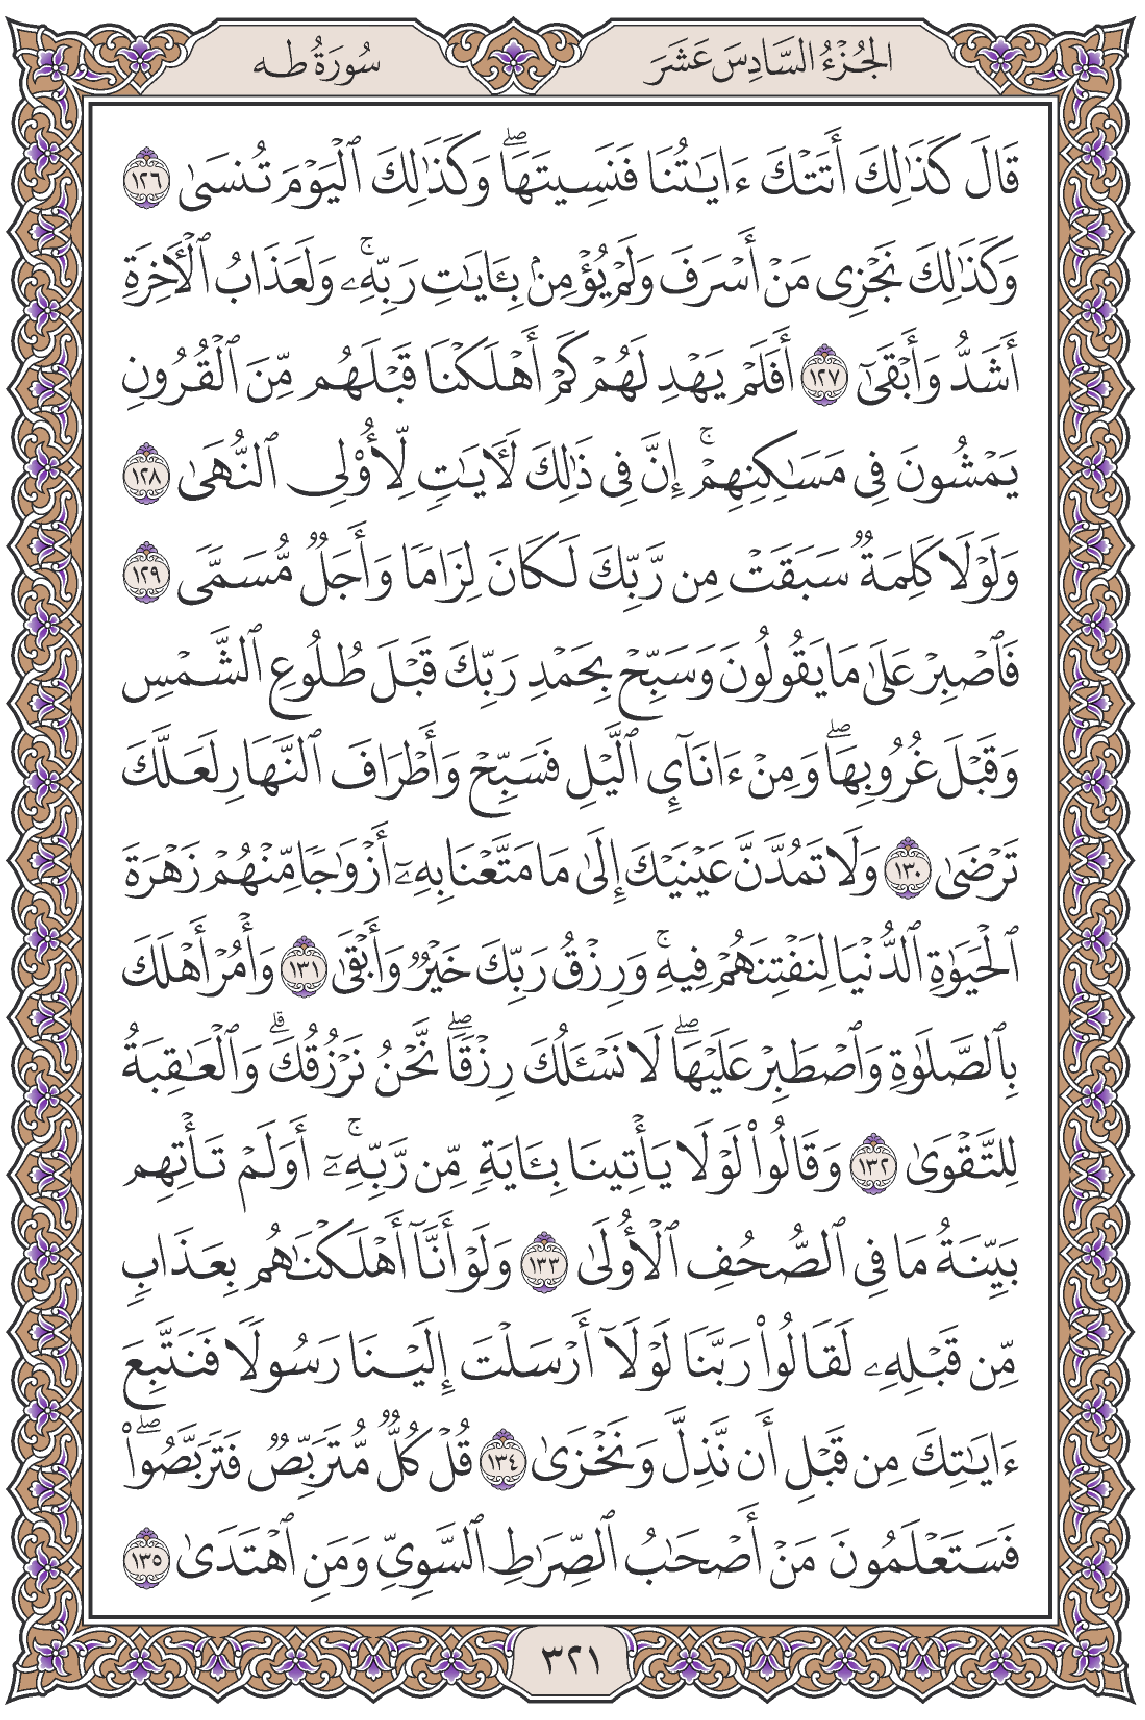 الجُزْءُ السَّادِسَ عَشَرَ
سُورَةُ طه
قَالَ كَذَٰلِكَ أَتَتْكَ ءَايَٰتُنَا فَنَسِيتَهَاۖ وَكَذَٰلِكَ ٱلْيَوْمَ تُنسَىٰ ١٢٦
وَكَذَٰلِكَ نَجْزِى مَنْ أَسْرَفَ وَلَمْ يُؤْمِنۢ بِـَٔايَٰتِ رَبِّهِۦۚ وَلَعَذَابُ ٱلْأَخِرَةِ
أَشَدُّ وَأَبْقَىٰٓ ١٢٧ أَفَلَمْ يَهْدِ لَهُمْ كَمْ أَهْلَكْنَا قَبْلَهُم مِّنَ ٱلْقُرُونِ
يَمْشُونَ فِى مَسَٰكِنِهِمْۚ إِنَّ فِى ذَٰلِكَ لَأَيَٰتٍ لِّأُو۟لِى ٱلنُّهَىٰ ١٢٨
وَلَوْلَا كَلِمَةٌ سَبَقَتْ مِن رَّبِّكَ لَكَانَ لِزَامًا وَأَجَلٌ مُّسَمًّى ١٢٩
فَٱصْبِرْ عَلَىٰ مَا يَقُولُونَ وَسَبِّحْ بِحَمْدِ رَبِّكَ قَبْلَ طُلُوعِ ٱلشَّمْسِ
وَقَبْلَ غُرُوبِهَاۖ وَمِنْ ءَانَآئِ ٱلَّيْلِ فَسَبِّحْ وَأَطْرَافَ ٱلنَّهَارِ لَعَلَّكَ
تَرْضَىٰ ١٣٠ وَلَا تَمُدَّنَّ عَيْنَيْكَ إِلَىٰ مَا مَتَّعْنَا بِهِۦٓ أَزْوَٰجًا مِّنْهُمْ زَهْرَةَ
ٱلْحَيَوٰةِ ٱلدُّنْيَا لِنَفْتِنَهُمْ فِيهِۚ وَرِزْقُ رَبِّكَ خَيْرٌ وَأَبْقَىٰ ١٣١ وَأْمُرْ أَهْلَكَ
بِٱلصَّلَوٰةِ وَٱصْطَبِرْ عَلَيْهَاۖ لَا نَسْـَٔلُكَ رِزْقًاۖ نَّحْنُ نَرْزُقُكَۗ وَٱلْعَٰقِبَةُ
لِلتَّقْوَىٰ ١٣٢ وَقَالُوا۟ لَوْلَا يَأْتِينَا بِـَٔايَةٍ مِّن رَّبِّهِۦٓۚ أَوَلَمْ تَأْتِهِم
بَيِّنَةُ مَا فِى ٱلصُّحُفِ ٱلْأُولَىٰ ١٣٣ وَلَوْ أَنَّآ أَهْلَكْنَٰهُم بِعَذَابٍ
مِّن قَبْلِهِۦ لَقَالُوا۟ رَبَّنَا لَوْلَآ أَرْسَلْتَ إِلَيْنَا رَسُولًا فَنَتَّبِعَ
ءَايَٰتِكَ مِن قَبْلِ أَن نَّذِلَّ وَنَخْزَىٰ ١٣٤ قُلْ كُلٌّ مُّتَرَبِّصٌ فَتَرَبَّصُوا۟ۖ
فَسَتَعْلَمُونَ مَنْ أَصْحَٰبُ ٱلصِّرَٰطِ ٱلسَّوِىِّ وَمَنِ ٱهْتَدَىٰ ١٣٥
٣٢١